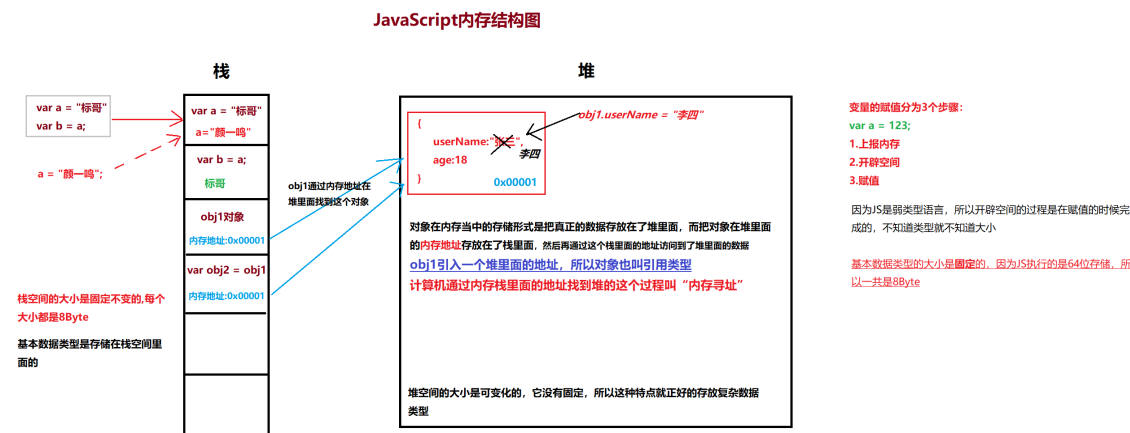 JavaScript内存结构图
栈
堆
var a = "标哥"
var b = a;
a = "颜一鸣";
栈空间的大小是固定不变的,每个
大小都是8Byte
基本数据类型是存储在栈空间里
面的
var a = "标哥"
a="颜一鸣"
var b = a;
标哥
obj1对象
内存地址:0x00001
var obj2 = obj1
内存地址:0x00001
obj1通过内存地址在
堆里面找到这个对象
{
userName:"张三",
age:18
}
李四
0x00001
obj1.userName = "李四"
对象在内存当中的存储形式是把真正的数据存放在了堆里面，而把对象在堆里面
的内存地址存放在了栈里面，然后再通过这个栈里面的地址访问到了堆里面的数据
obj1引入一个堆里面的地址，所以对象也叫引用类型
计算机通过内存栈里面的地址找到堆的这个过程叫“内存寻址”
堆空间的大小是可变化的，它没有固定，所以这种特点就正好的存放复杂数据
类型
变量的赋值分为3个步骤：
var a = 123;
1.上报内存
2.开辟空间
3.赋值
因为JS是弱类型语言，所以开辟空间的过程是在赋值的时候完
成的，不知道类型就不知道大小
基本数据类型的大小是固定的，因为JS执行的是64位存储，所
以一共是8Byte